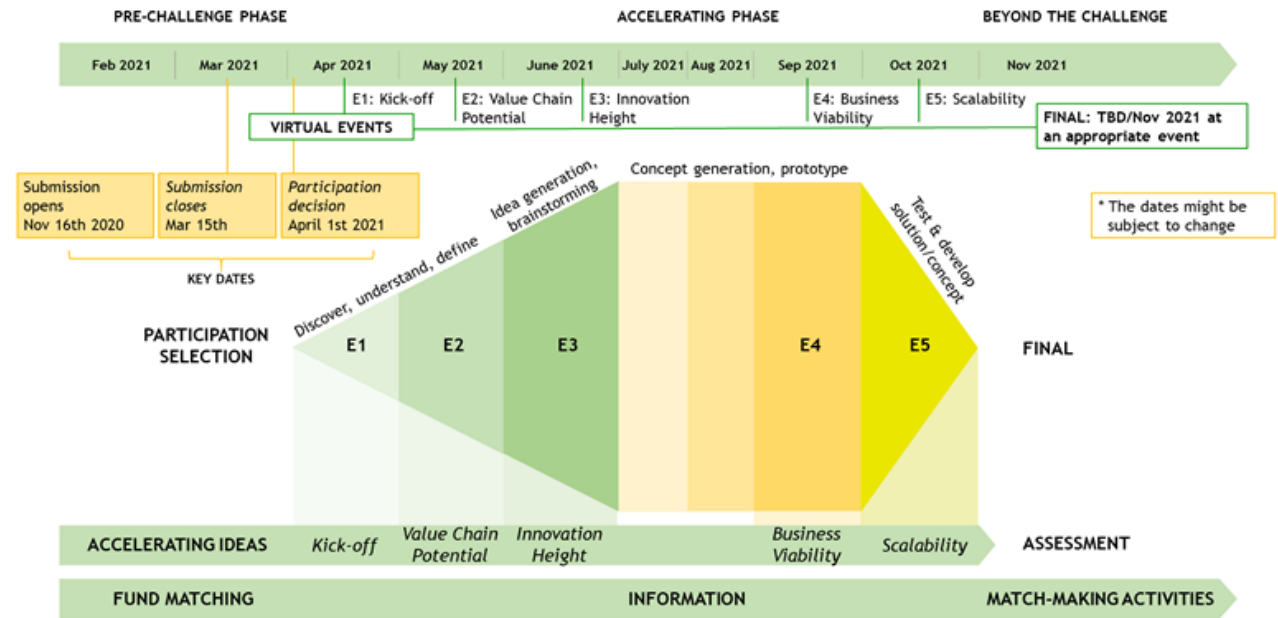 PRE-CHALLENGE PHASE
ACCELERATING PHASE
BEYOND THE CHALLENGE
Feb 2021
Mar 2021
Apr 2021
May 2021
June 2021
July 2021
Aug 2021
Sep 2021
Oct 2021
Nov 2021
E1: Kick-off
E2: Value Chain
Potential
E3: Innovation
Height
E4: Business
Viability
E5: Scalability
VIRTUAL EVENTS
FINAL: TBD/Nov 2021 at
an appropriate event
Submission
opens
Nov 16th 2020
Submission
closes
Mar 15th
Participation
decision
April 1st 2021
KEY DATES
Discover, understand, define
Idea generation,
brainstorming
Concept generation, prototype
Test & develop
solution/concept
* The dates might be
subject to change
PARTICIPATION
SELECTION
E1
E2
E3
E4
E5
FINAL
ACCELERATING IDEAS
Kick-off
Value Chain
Potential
Innovation
Height
Business
Viability
Scalability
ASSESSMENT
FUND MATCHING
INFORMATION
MATCH-MAKING ACTIVITIES